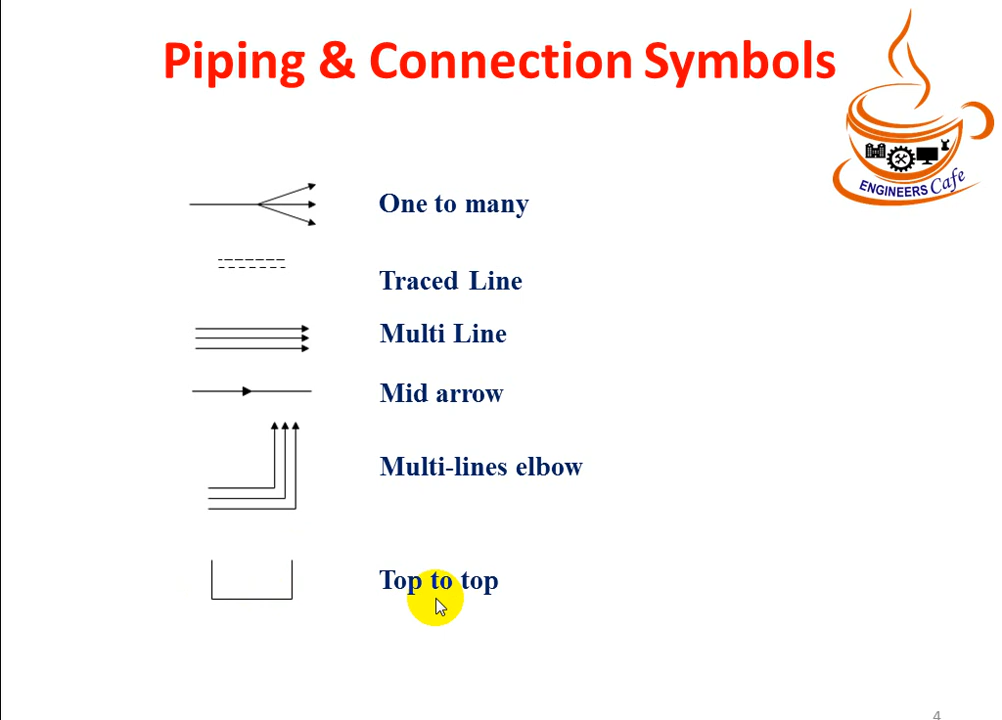 Piping & Connection Symbols
ENGINEERS Cafe
One to many
Traced Line
Multi Line
Mid arrow
Multi-lines elbow
Top to top
4